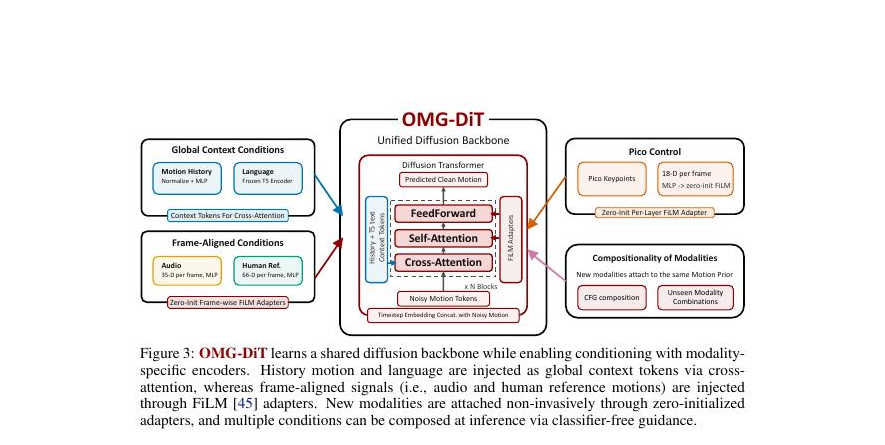 OMG-DiT
Unified Diffusion Backbone
Global Context Conditions
Motion History
Normalize + MLP
Language
Frozen T5 Encoder
Context Tokens For Cross-Attention
Frame-Aligned Conditions
Audio
35-D per frame, MLP
Human Ref.
66-D per frame, MLP
Zero-Init Frame-wise FiLM Adapters
Diffusion Transformer
Predicted Clean Motion
History + T5 text
Context Tokens
FeedForward
Self-Attention
Cross-Attention
FiLM Adapters
x N Blocks
Noisy Motion Tokens
Timestep Embedding Concat. with Noisy Motion
Pico Control
Pico Keypoints
18-D per frame
MLP -> zero-init FiLM
Zero-Init Per-Layer FiLM Adapter
Compositionality of Modalities
New modalities attach to the same Motion Prior
CFG composition
Unseen Modality
Combinations
Figure 3: OMG-DiT learns a shared diffusion backbone while enabling conditioning with modality-
specific encoders. History motion and language are injected as global context tokens via cross-
attention, whereas frame-aligned signals (i.e., audio and human reference motions) are injected
through FiLM [45] adapters. New modalities are attached non-invasively through zero-initialized
adapters, and multiple conditions can be composed at inference via classifier-free guidance.